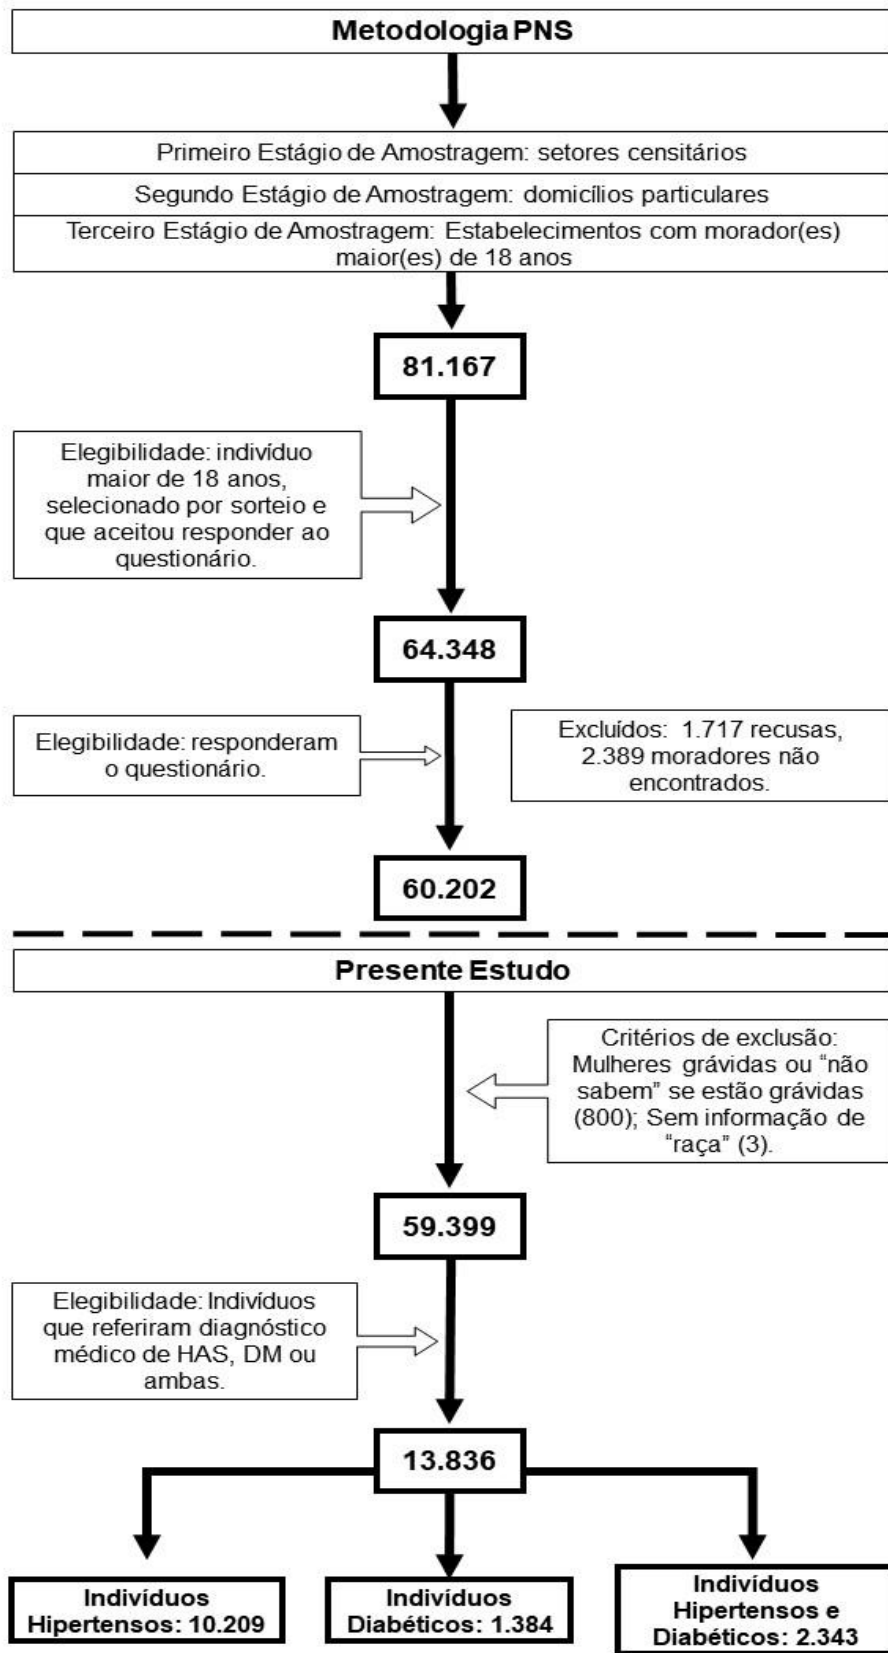 Metodologia PNS
Primeiro Estágio de Amostragem: setores censitários
Segundo Estágio de Amostragem: domicílios particulares
Terceiro Estágio de Amostragem: Estabelecimentos com morador(es)
maior(es) de 18 anos
81.167
Elegibilidade: indivíduo
maior de 18 anos,
selecionado por sorteio e
que aceitou responder ao
questionário.
64.348
Elegibilidade: responderam
o questionário.
Excluídos: 1.717 recusas,
2.389 moradores não
encontrados.
60.202
Presente Estudo
Critérios de exclusão:
Mulheres grávidas ou “não
sabem” se estão grávidas
(800); Sem informação de
“raça” (3).
59.399
Elegibilidade: Indivíduos
que referiram diagnóstico
médico de HAS, DM ou
ambas.
13.836
Indivíduos
Hipertensos: 10.209
Indivíduos
Diabéticos: 1.384
Indivíduos
Hipertensos e
Diabéticos: 2.343